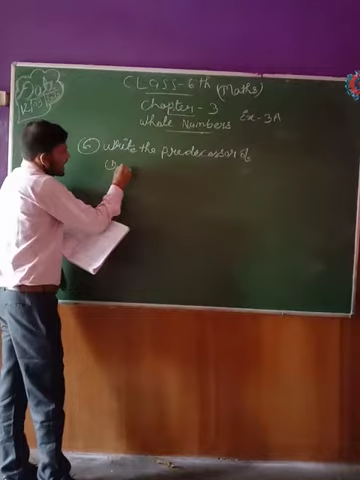 CLASS-6th (Maths)
Chapter-3
Whole Numbers Ex-3A
6 Write the predecessor of